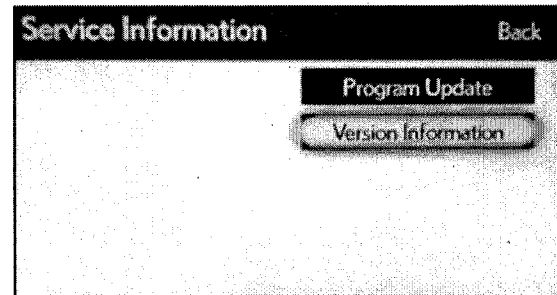 Service Information
Back
Program Update
Version Information